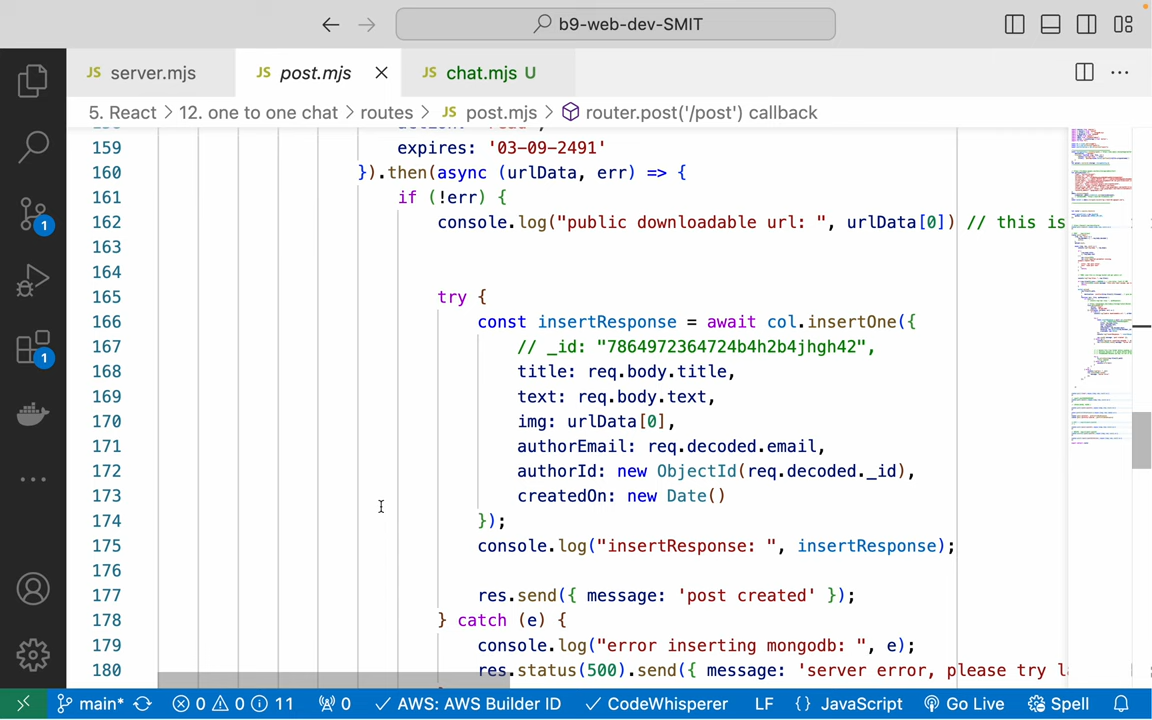 b9-web-dev-SMIT
JS server.mjs
JS post.mjs
JS chat.mjs U
5. React > 12. one to one chat > routes > JS post.mjs > router.post('/post') callback
159 expires: '03-09-2491'
160 }).then(async (urlData, err) => {
161 if (!err) {
162 console.log("public downloadable url: ", urlData[0]) // this is
163
164
165 try {
166 const insertResponse = await col.insertOne({
167 // _id: "7864972364724b4h2b4jhgh42",
168 title: req.body.title,
169 text: req.body.text,
170 img: urlData[0],
171 authorEmail: req.decoded.email,
172 authorId: new ObjectId(req.decoded._id),
173 createdOn: new Date()
174 });
175 console.log("insertResponse: ", insertResponse);
176
177 res.send({ message: 'post created' });
178 } catch (e) {
179 console.log("error inserting mongodb: ", e);
180 res.status(500).send({ message: 'server error, please try
1
1
main* 0 0 11 0 AWS: AWS Builder ID CodeWhisperer LF {} JavaScript Go Live Spell